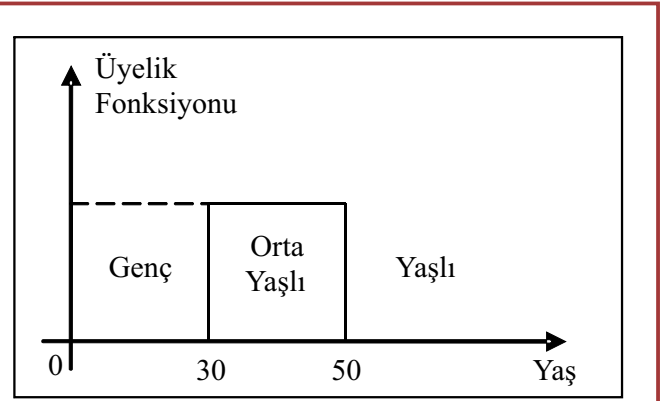 Üyelik
Fonksiyonu
Genç
Orta
Yaşlı
Yaşlı
0
30
50
Yaş